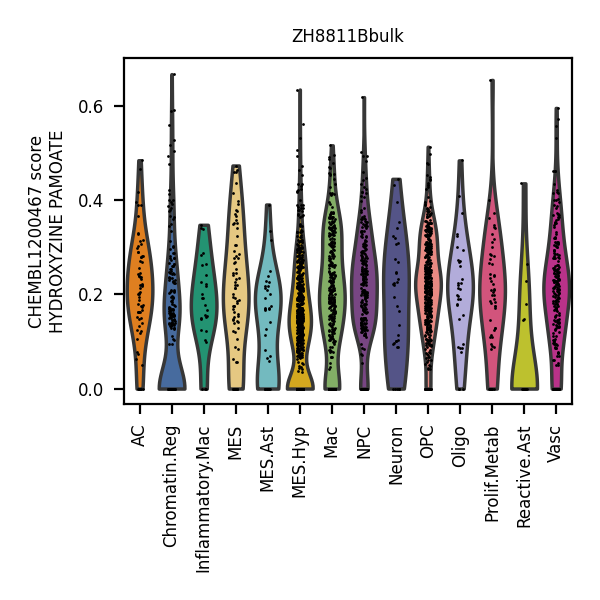 ZH8811Bbulk
CHEMBL1200467 score
HYDROXYZINE PAMOATE
0.6
0.4
0.2
0.0
AC
Chromatin.Reg
Inflammatory.Mac
MES
MES.Ast
MES.Hyp
Mac
NPC
Neuron
OPC
Oligo
Prolif.Metab
Reactive.Ast
Vasc